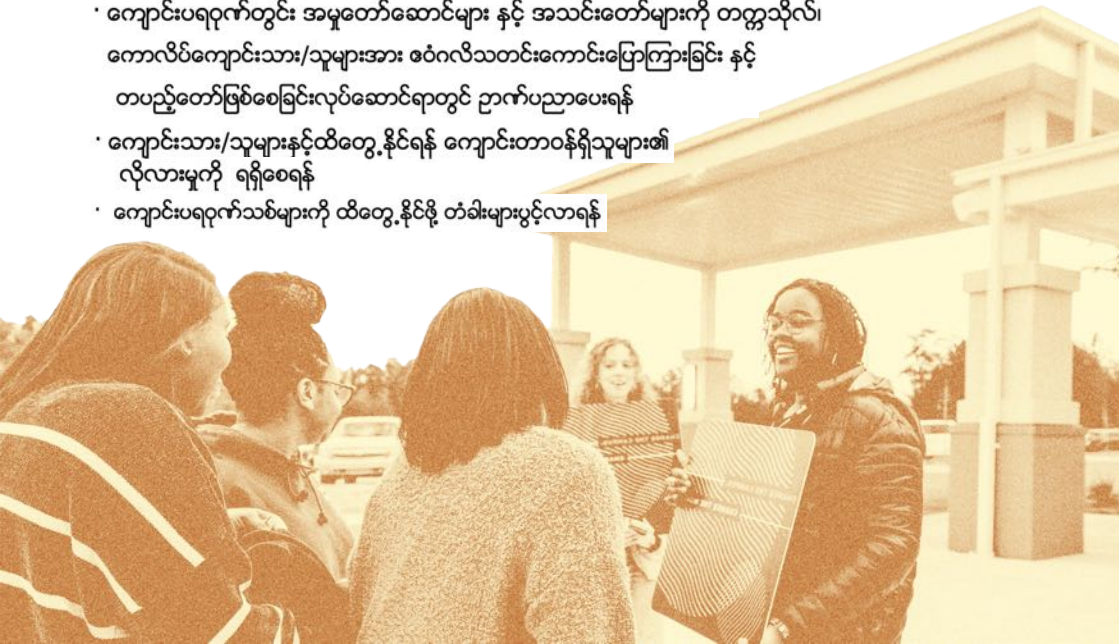 · ကျောင်းပရဝုဏ်တွင်း အမှုတော်ဆောင်များ နှင့် အသင်းတော်များကို တက္ကသိုလ်၊
ကောလိပ်ကျောင်းသား/သူများအား ဧဝံဂလိသတင်းကောင်းပြောကြားခြင်း နှင့်
တပည့်တော်ဖြစ်စေခြင်းလုပ်ဆောင်ရာတွင် ဥာဏ်ပညာပေးရန်
· ကျောင်းသား/သူများနှင့်ထိတွေ့နိုင်ရန် ကျောင်းတာဝန်ရှိသူများ၏
လိုလားမှုကို ရရှိစေရန်
· ကျောင်းပရဝုဏ်သစ်များကို ထိတွေ့နိုင်ဖို့ တံခါးများပွင့်လာရန်